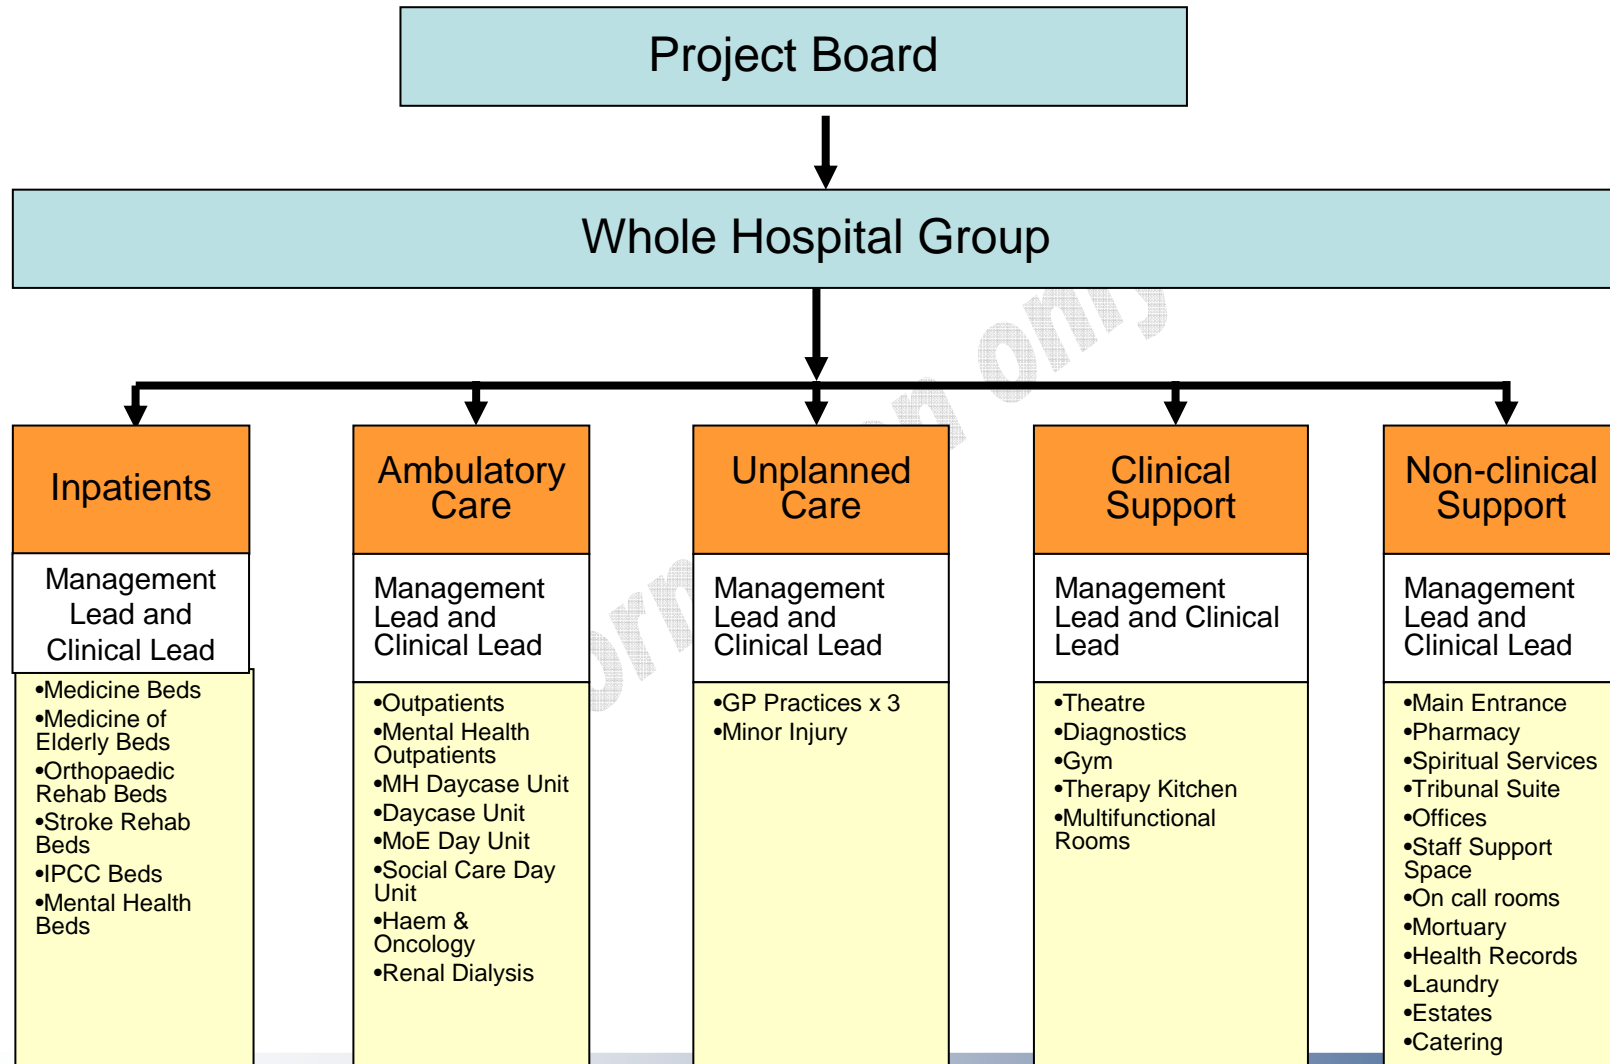 Project Board
Whole Hospital Group
Inpatients
Management
Lead and
Clinical Lead
•Medicine Beds
•Medicine of
Elderly Beds
•Orthopaedic
Rehab Beds
•Stroke Rehab
Beds
•IPCC Beds
•Mental Health
Beds
Ambulatory
Care
Management
Lead and
Clinical Lead
•Outpatients
•Mental Health
Outpatients
•MH Daycase Unit
•Daycase Unit
•MoE Day Unit
•Social Care Day
Unit
•Haem &
Oncology
•Renal Dialysis
Unplanned
Care
Management
Lead and
Clinical Lead
•GP Practices x 3
•Minor Injury
Clinical
Support
Management
Lead and Clinical
Lead
•Theatre
•Diagnostics
•Gym
•Therapy Kitchen
•Multifunctional
Rooms
Non-clinical
Support
Management
Lead and
Clinical Lead
•Main Entrance
•Pharmacy
•Spiritual Services
•Tribunal Suite
•Offices
•Staff Support
Space
•On call rooms
•Mortuary
•Health Records
•Laundry
•Estates
•Catering
only